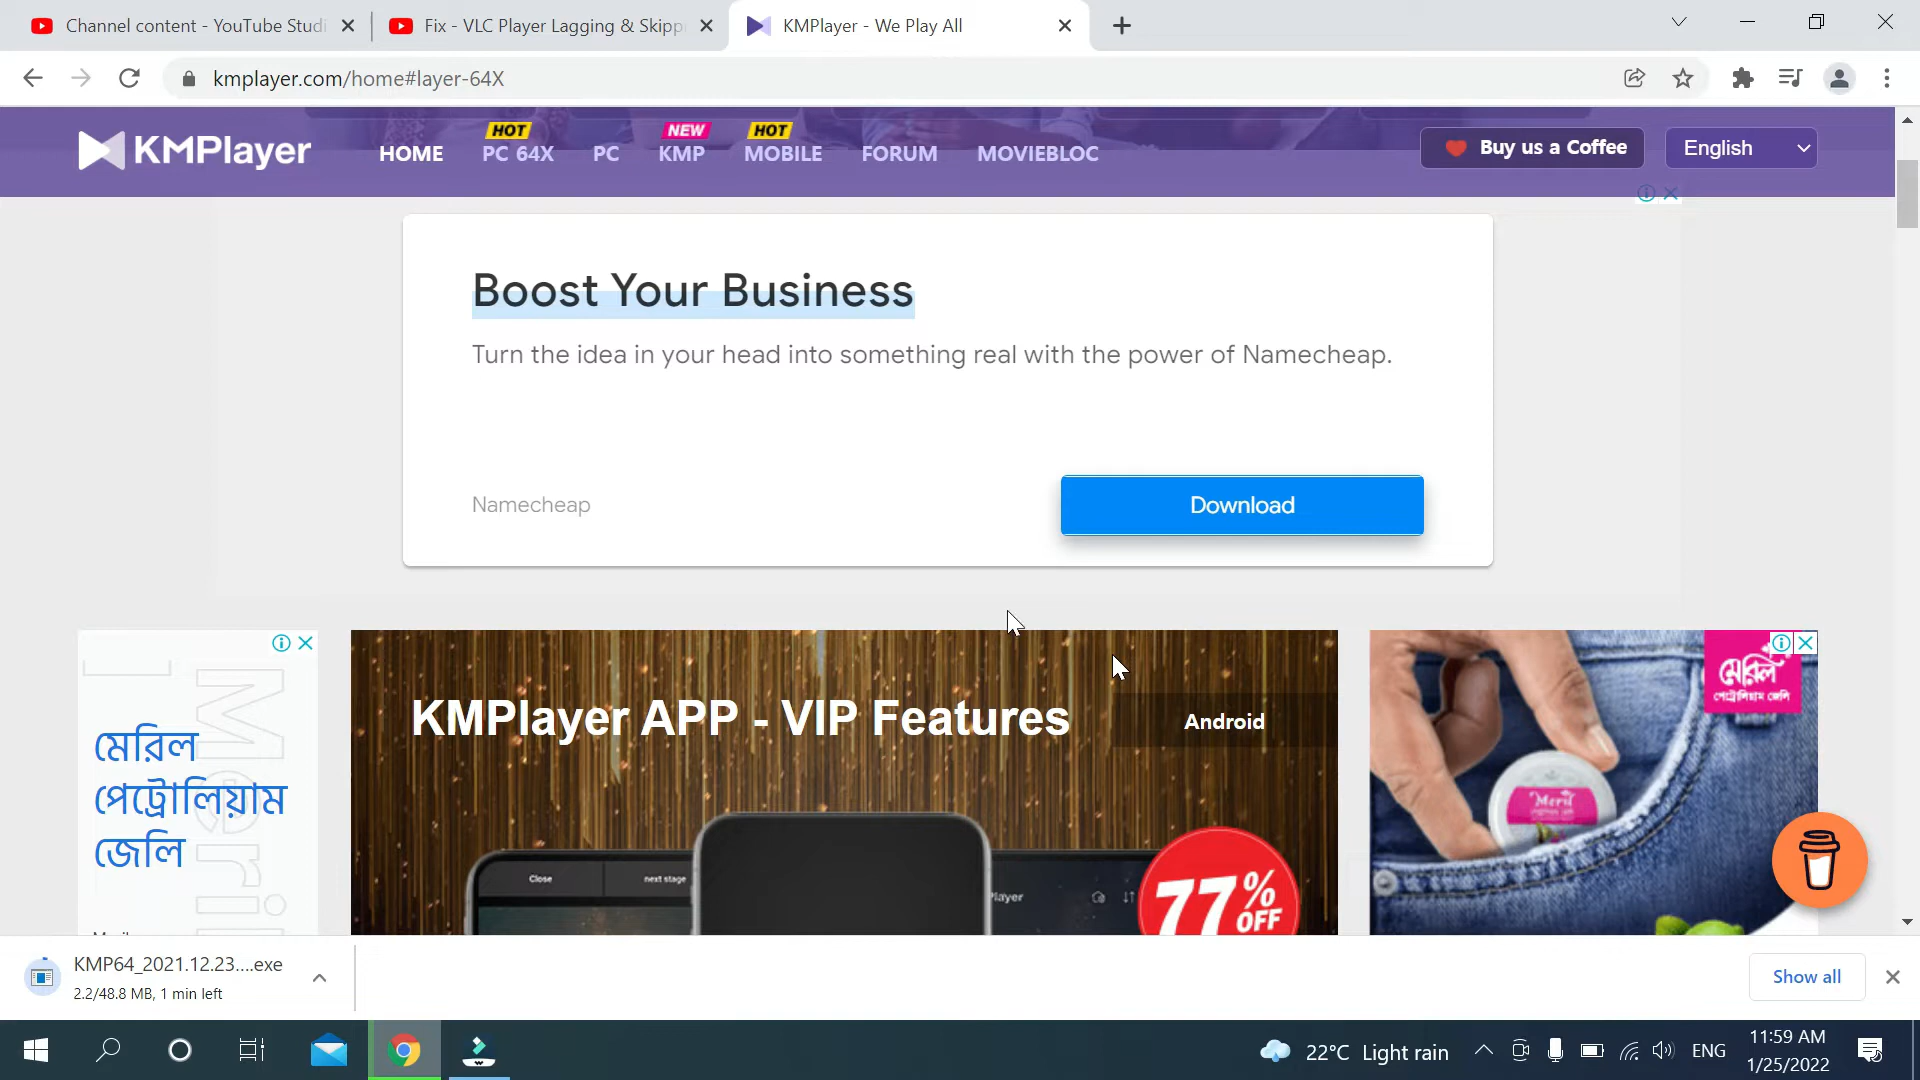 Channel content - YouTube Studi
Fix - VLC Player Lagging & Skipp
KMPlayer - We Play All
kmplayer.com/home#layer-64X
KMPlayer
HOME
HOT
PC 64X
PC
NEW
KMP
HOT
MOBILE
FORUM
MOVIEBLOC
Buy us a Coffee
English
Boost Your Business
Turn the idea in your head into something real with the power of Namecheap.
Namecheap
Download
Meril
মেরিল
পেট্রোলিয়াম
জেলি
KMPlayer APP - VIP Features
Android
Close
next stage
layer
77%
OFF
মেরিল
পেট্রোলিয়াম জেলি
Meril
KMP64_2021.12.23....exe
2.2/48.8 MB, 1 min left
Show all
22°C Light rain
ENG
11:59 AM
1/25/2022